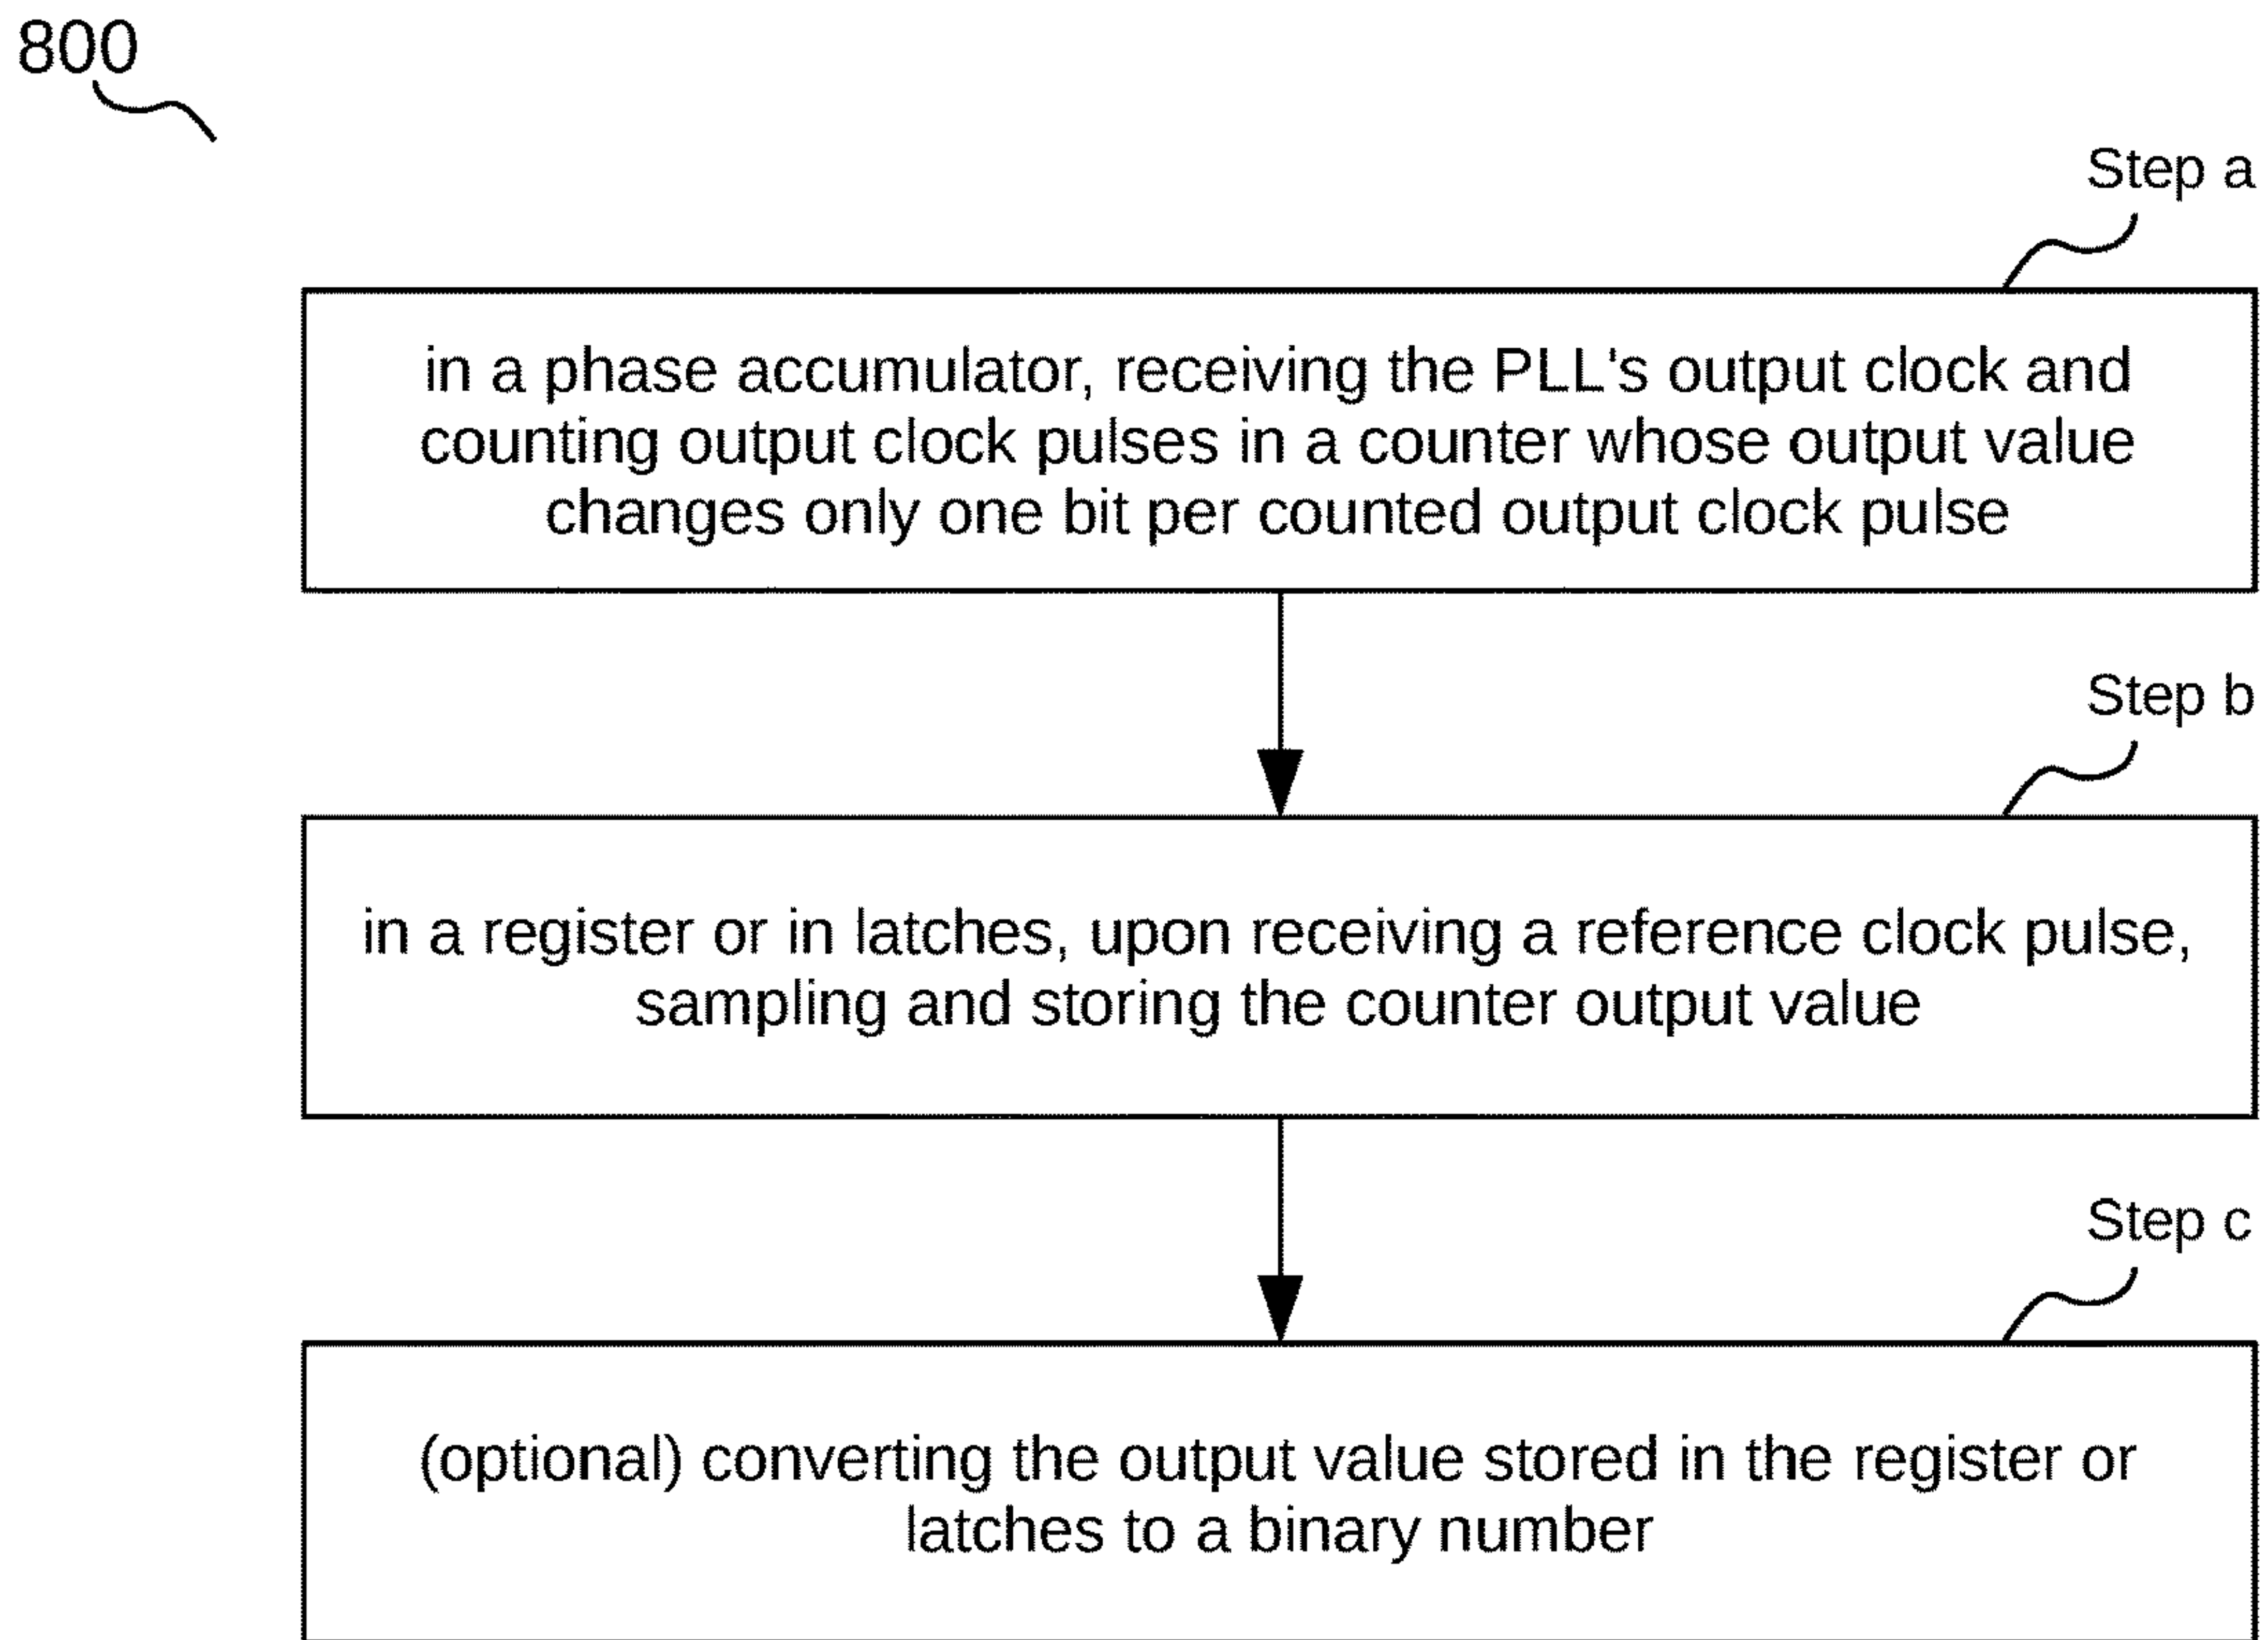 800
Step a
in a phase accumulator, receiving the PLL's output clock and
counting output clock pulses in a counter whose output value
changes only one bit per counted output clock pulse
Step b
in a register or in latches, upon receiving a reference clock pulse,
sampling and storing the counter output value
Step c
(optional) converting the output value stored in the register or
latches to a binary number